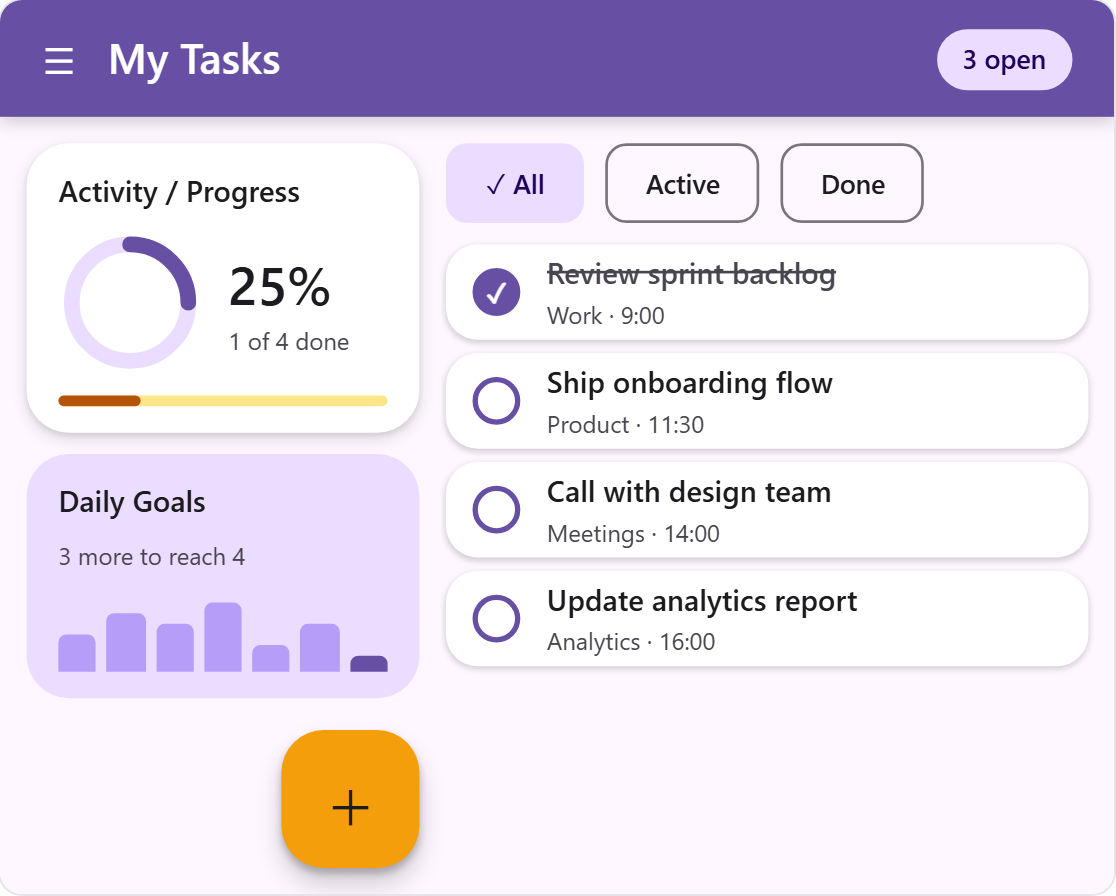 ☰ My Tasks
3 open
Activity / Progress
25%
1 of 4 done
Daily Goals
3 more to reach 4
+
✓ All
Active
Done
Review sprint backlog
Work · 9:00
Ship onboarding flow
Product · 11:30
Call with design team
Meetings · 14:00
Update analytics report
Analytics · 16:00